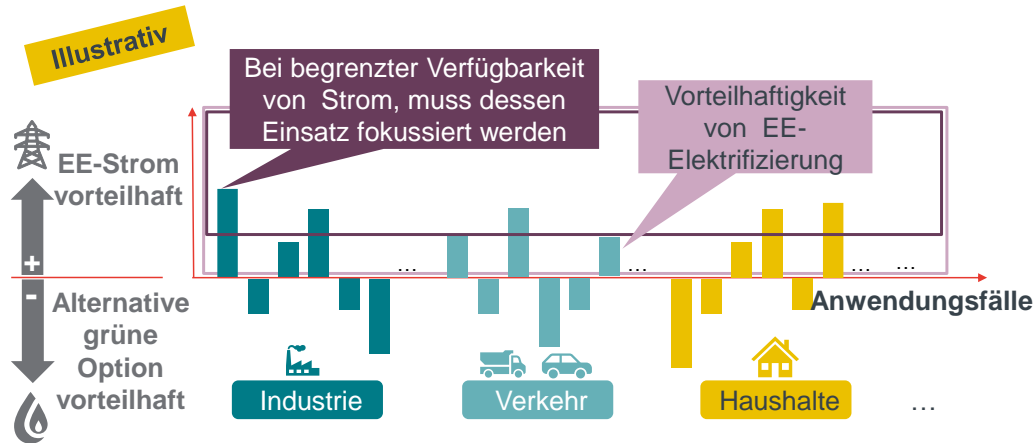 Illustrativ
Bei begrenzter Verfügbarkeit
von Strom, muss dessen
Einsatz fokussiert werden
Vorteilhaftigkeit
von EE-
Elektrifizierung
EE-Strom
vorteilhaft
+
-
Alternative
grüne
Option
vorteilhaft
...
...
...
...
Anwendungsfälle
Industrie
Verkehr
Haushalte
...